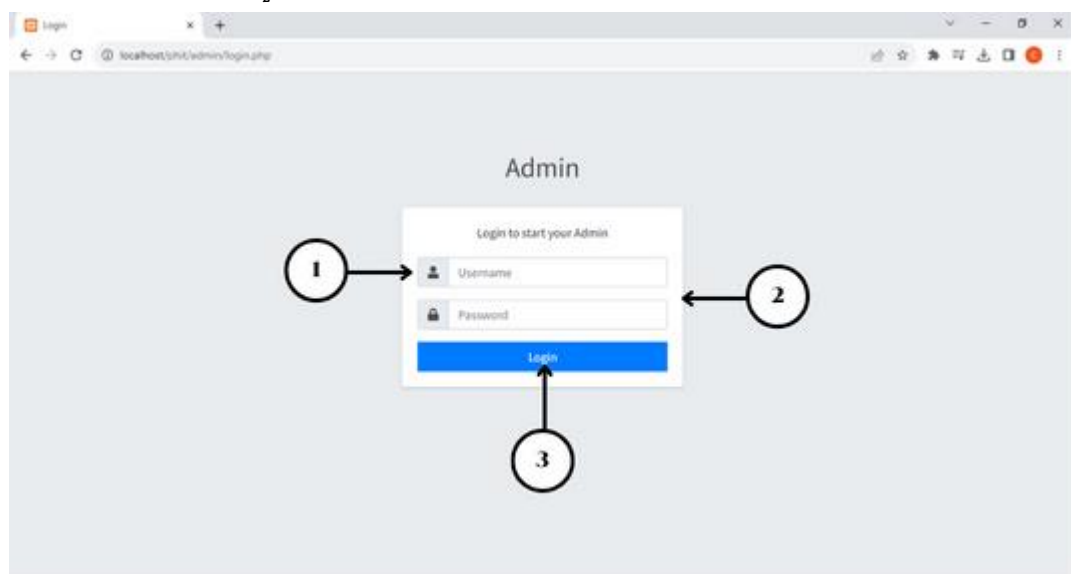 Login
localhost/phit/admin/login.php
Admin
Login to start your Admin
1
Username
2
Password
Login
3